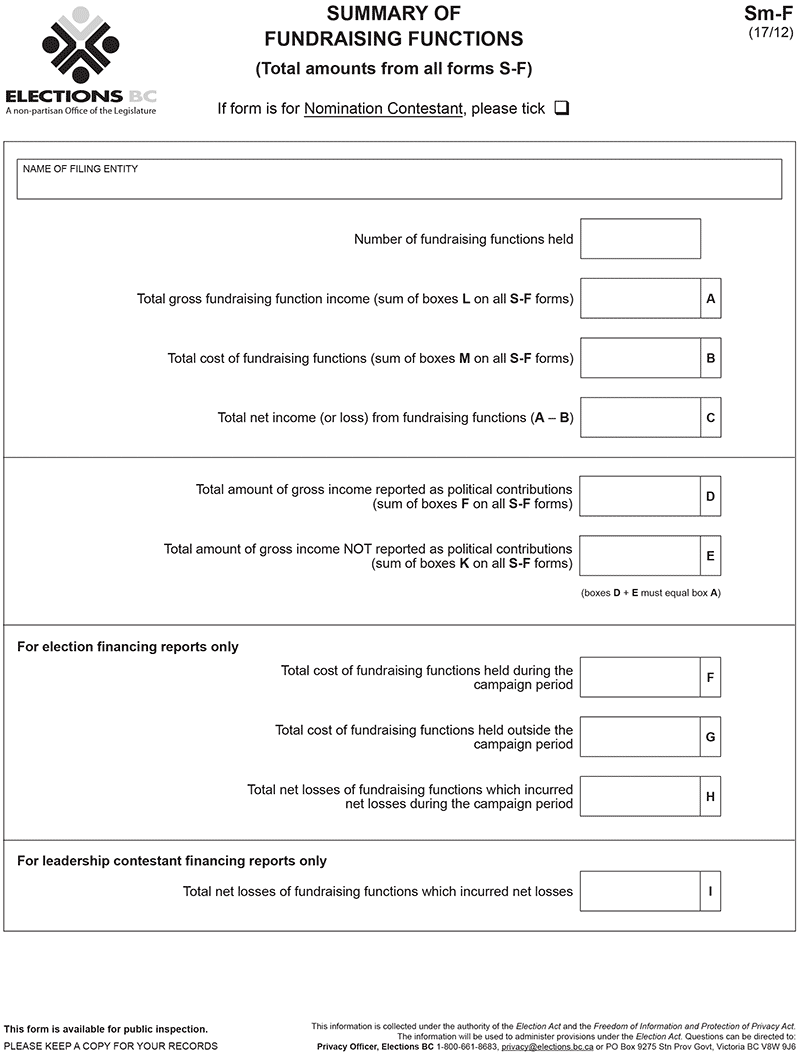 SUMMARY OF
FUNDRAISING FUNCTIONS
(Total amounts from all forms S-F)
Sm-F
(17/12)
ELECTIONS BC
A non-partisan Office of the Legislature
If form is for Nomination Contestant, please tick ❑
NAME OF FILING ENTITY
Number of fundraising functions held
Total gross fundraising function income (sum of boxes L on all S-F forms) A
Total cost of fundraising functions (sum of boxes M on all S-F forms) B
Total net income (or loss) from fundraising functions (A – B) C
Total amount of gross income reported as political contributions
(sum of boxes F on all S-F forms) D
Total amount of gross income NOT reported as political contributions
(sum of boxes K on all S-F forms) E
(boxes D + E must equal box A)
For election financing reports only
Total cost of fundraising functions held during the
campaign period F
Total cost of fundraising functions held outside the
campaign period G
Total net losses of fundraising functions which incurred
net losses during the campaign period H
For leadership contestant financing reports only
Total net losses of fundraising functions which incurred net losses I
This form is available for public inspection.
PLEASE KEEP A COPY FOR YOUR RECORDS
This information is collected under the authority of the Election Act and the Freedom of Information and Protection of Privacy Act.
The information will be used to administer provisions under the Election Act. Questions can be directed to:
Privacy Officer, Elections BC 1-800-661-8683, privacy@elections.bc.ca or PO Box 9275 Stn Prov Govt, Victoria BC V8W 9J6